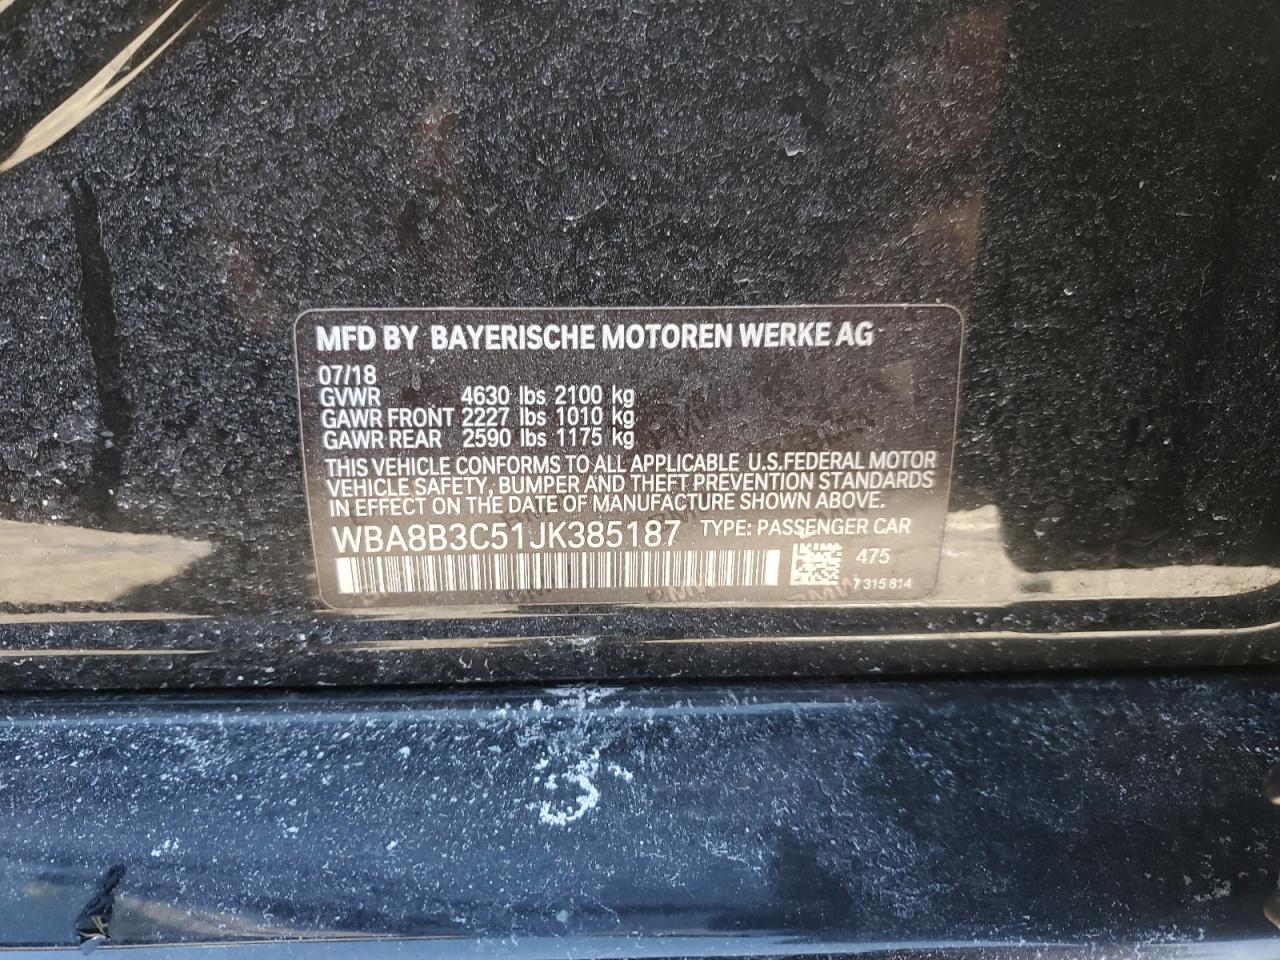 MFD BY BAYERISCHE MOTOREN WERKE AG
07/18
GVWR 4630 lbs 2100 kg
GAWR FRONT 2227 lbs 1010 kg
GAWR REAR 2590 lbs 1175 kg
THIS VEHICLE CONFORMS TO ALL APPLICABLE U.S.FEDERAL MOTOR
VEHICLE SAFETY, BUMPER AND THEFT PREVENTION STANDARDS
IN EFFECT ON THE DATE OF MANUFACTURE SHOWN ABOVE.
WBA8B3C51JK385187 TYPE: PASSENGER CAR
475
7 315 814